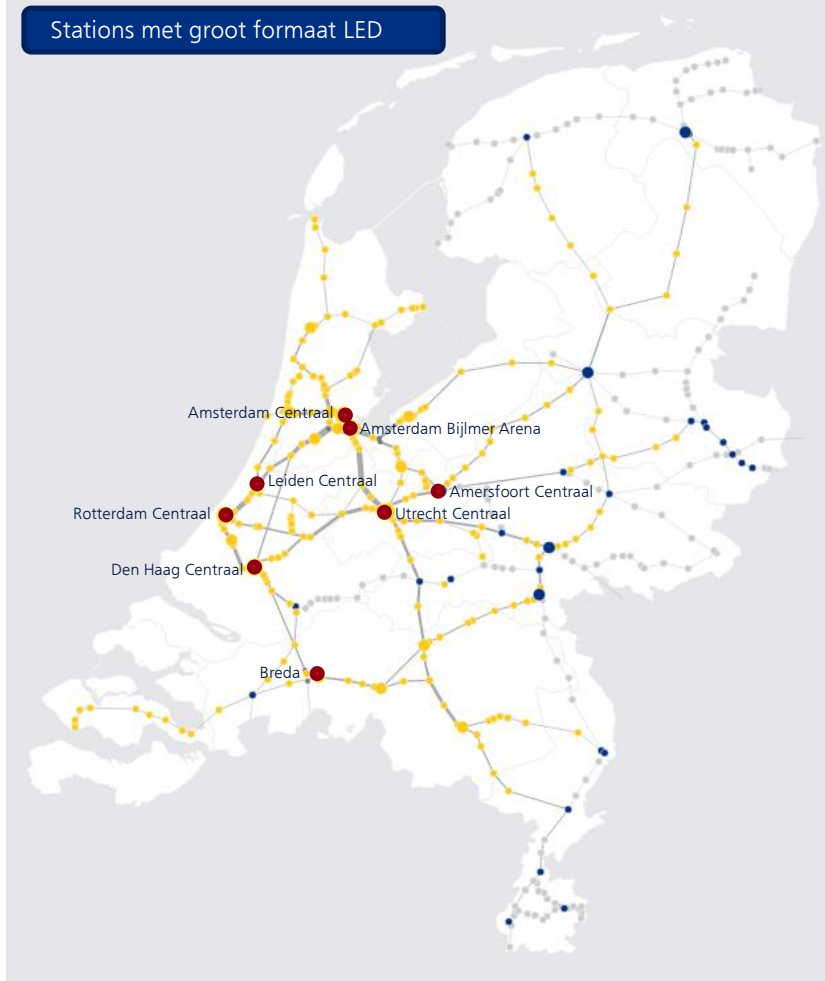 Stations met groot formaat LED
Amsterdam Centraal
Amsterdam Bijlmer Arena
Leiden Centraal
Amersfoort Centraal
Rotterdam Centraal
Utrecht Centraal
Den Haag Centraal
Breda